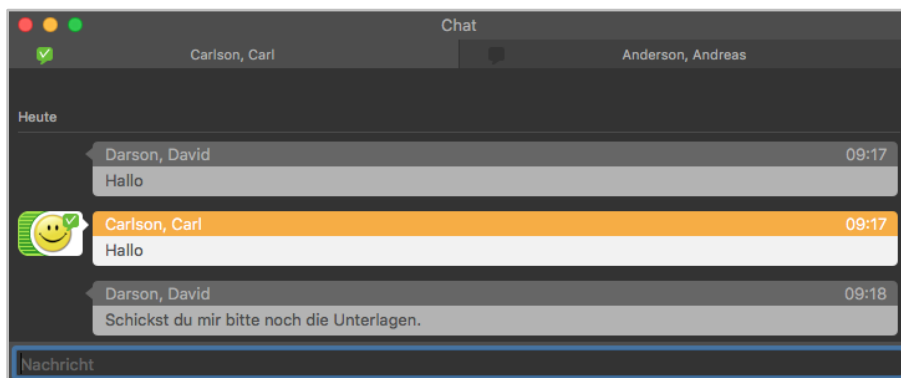 Chat
Carlson, Carl Anderson, Andreas
Heute
Darson, David 09:17
Hallo
Carlson, Carl 09:17
Hallo
Darson, David 09:18
Schickst du mir bitte noch die Unterlagen.
Nachricht